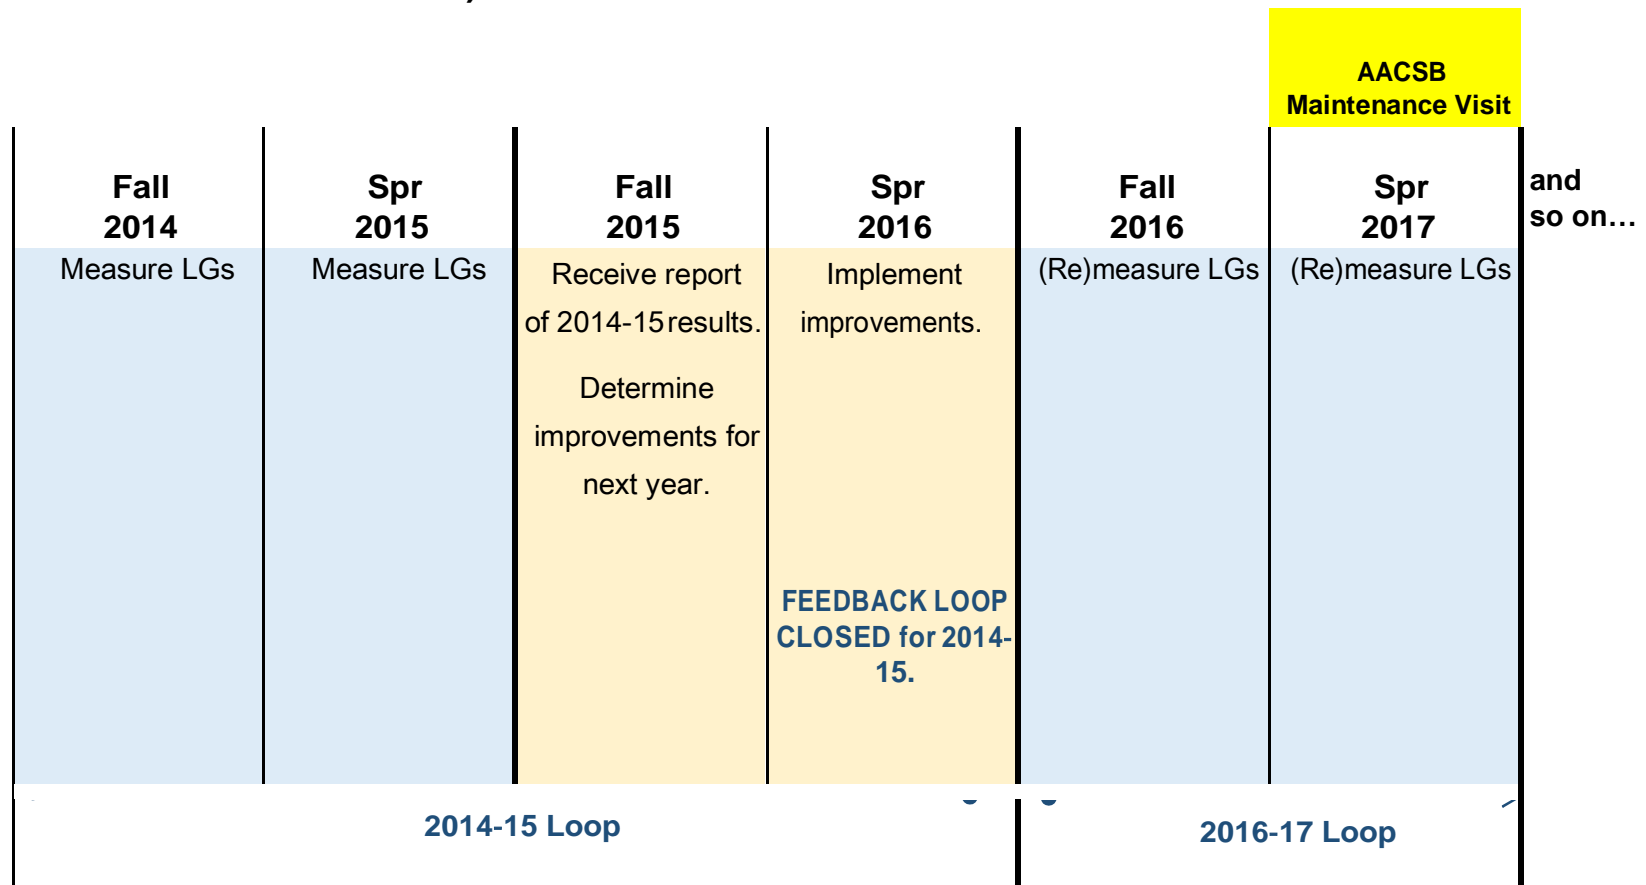 AACSB
Maintenance Visit
Fall
2014
Spr
2015
Fall
2015
Spr
2016
Fall
2016
Spr
2017
and
so on…
Measure LGs
Measure LGs
Receive report
of 2014-15 results.
Determine
improvements for
next year.
Implement
improvements.
FEEDBACK LOOP
CLOSED for 2014-
15.
(Re)measure LGs
(Re)measure LGs
2014-15 Loop
2016-17 Loop